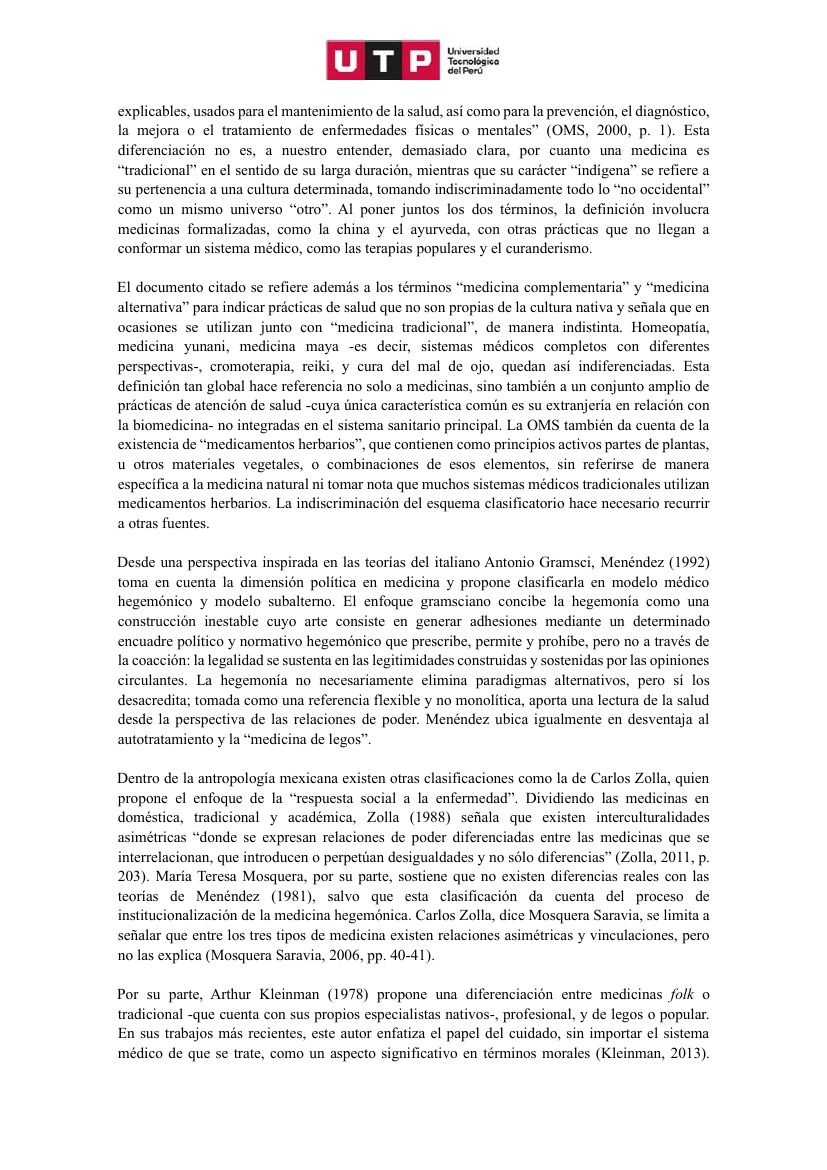 UTP
Universidad
Tecnológica
del Perú
explicables, usados para el mantenimiento de la salud, así como para la prevención, el diagnóstico,
la mejora o el tratamiento de enfermedades físicas o mentales” (OMS, 2000, p. 1). Esta
diferenciación no es, a nuestro entender, demasiado clara, por cuanto una medicina es
“tradicional” en el sentido de su larga duración, mientras que su carácter “indígena” se refiere a
su pertenencia a una cultura determinada, tomando indiscriminadamente todo lo “no occidental”
como un mismo universo “otro”. Al poner juntos los dos términos, la definición involucra
medicinas formalizadas, como la china y el ayurveda, con otras prácticas que no llegan a
conformar un sistema médico, como las terapias populares y el curanderismo.
El documento citado se refiere además a los términos “medicina complementaria” y “medicina
alternativa” para indicar prácticas de salud que no son propias de la cultura nativa y señala que en
ocasiones se utilizan junto con “medicina tradicional”, de manera indistinta. Homeopatía,
medicina yunani, medicina maya -es decir, sistemas médicos completos con diferentes
perspectivas-, cromoterapia, reiki, y cura del mal de ojo, quedan así indiferenciadas. Esta
definición tan global hace referencia no solo a medicinas, sino también a un conjunto amplio de
prácticas de atención de salud -cuya única característica común es su extranjería en relación con
la biomedicina- no integradas en el sistema sanitario principal. La OMS también da cuenta de la
existencia de “medicamentos herbarios”, que contienen como principios activos partes de plantas,
u otros materiales vegetales, o combinaciones de esos elementos, sin referirse de manera
específica a la medicina natural ni tomar nota que muchos sistemas médicos tradicionales utilizan
medicamentos herbarios. La indiscriminación del esquema clasificatorio hace necesario recurrir
a otras fuentes.
Desde una perspectiva inspirada en las teorías del italiano Antonio Gramsci, Menéndez (1992)
toma en cuenta la dimensión política en medicina y propone clasificarla en modelo médico
hegemónico y modelo subalterno. El enfoque gramsciano concibe la hegemonía como una
construcción inestable cuyo arte consiste en generar adhesiones mediante un determinado
encuadre político y normativo hegemónico que prescribe, permite y prohíbe, pero no a través de
la coacción: la legalidad se sustenta en las legitimidades construidas y sostenidas por las opiniones
circulantes. La hegemonía no necesariamente elimina paradigmas alternativos, pero sí los
desacredita; tomada como una referencia flexible y no monolítica, aporta una lectura de la salud
desde la perspectiva de las relaciones de poder. Menéndez ubica igualmente en desventaja al
autotratamiento y la “medicina de legos”.
Dentro de la antropología mexicana existen otras clasificaciones como la de Carlos Zolla, quien
propone el enfoque de la “respuesta social a la enfermedad”. Dividiendo las medicinas en
doméstica, tradicional y académica, Zolla (1988) señala que existen interculturalidades
asimétricas “donde se expresan relaciones de poder diferenciadas entre las medicinas que se
interrelacionan, que introducen o perpetúan desigualdades y no sólo diferencias” (Zolla, 2011, p.
203). María Teresa Mosquera, por su parte, sostiene que no existen diferencias reales con las
teorías de Menéndez (1981), salvo que esta clasificación da cuenta del proceso de
institucionalización de la medicina hegemónica. Carlos Zolla, dice Mosquera Saravia, se limita a
señalar que entre los tres tipos de medicina existen relaciones asimétricas y vinculaciones, pero
no las explica (Mosquera Saravia, 2006, pp. 40-41).
Por su parte, Arthur Kleinman (1978) propone una diferenciación entre medicinas folk o
tradicional -que cuenta con sus propios especialistas nativos-, profesional, y de legos o popular.
En sus trabajos más recientes, este autor enfatiza el papel del cuidado, sin importar el sistema
médico de que se trate, como un aspecto significativo en términos morales (Kleinman, 2013).